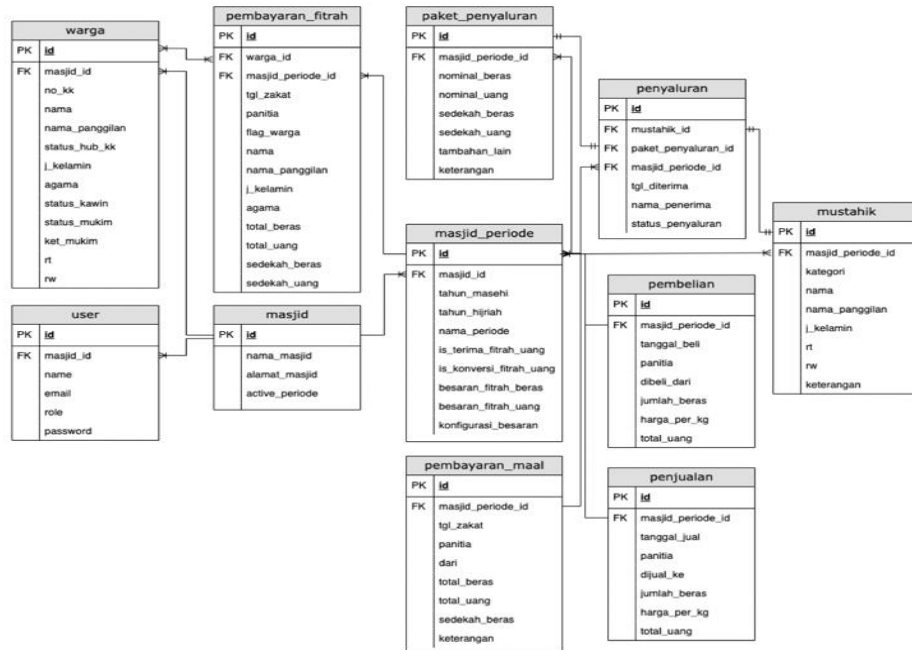 warga
PK id
FK masjid_id
no_kk
nama
nama_panggilan
status_hub_kk
j_kelamin
agama
status_kawin
status_mukim
ket_mukim
rt
rw
pembayaran_fitrah
PK id
FK warga_id
FK masjid_periode_id
tgl_zakat
panitia
flag_warga
nama
nama_panggilan
j_kelamin
agama
total_beras
total_uang
sedekah_beras
sedekah_uang
paket_penyaluran
PK id
FK masjid_periode_id
nominal_beras
nominal_uang
sedekah_beras
sedekah_uang
tambahan_lain
keterangan
penyaluran
PK id
FK mustahik_id
FK paket_penyaluran_id
FK masjid_periode_id
tgl_diterima
nama_penerima
status_penyaluran
mustahik
PK id
FK masjid_periode_id
kategori
nama
nama_panggilan
j_kelamin
rt
rw
keterangan
user
PK id
FK masjid_id
name
email
role
password
masjid
PK id
nama_masjid
alamat_masjid
active_periode
masjid_periode
PK id
FK masjid_id
tahun_masehi
tahun_hijriah
nama_periode
is_terima_fitrah_uang
is_konversi_fitrah_uang
besaran_fitrah_beras
besaran_fitrah_uang
konfigurasi_besaran
pembelian
PK id
FK masjid_periode_id
tanggal_beli
panitia
dibeli_dari
jumlah_beras
harga_per_kg
total_uang
pembayaran_maal
PK id
FK masjid_periode_id
tgl_zakat
panitia
dari
total_beras
total_uang
sedekah_beras
keterangan
penjualan
PK id
FK masjid_periode_id
tanggal_jual
panitia
dijual_ke
jumlah_beras
harga_per_kg
total_uang